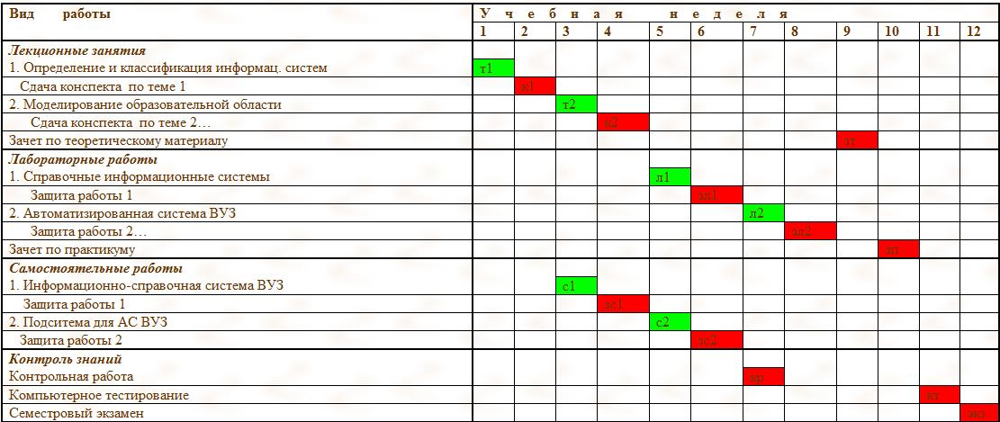 Вид работы Учебная неделя
1 2 3 4 5 6 7 8 9 10 11 12
Лекционные занятия
1. Определение и классификация информац. систем т1
Сдача конспекта по теме 1 к1
2. Моделирование образовательной области т2
Сдача конспекта по теме 2… к2
Зачет по теоретическому материалу зт
Лабораторные работы
1. Справочные информационные системы л1
Защита работы 1 зл1
2. Автоматизированная система ВУЗ л2
Защита работы 2… зл2
Зачет по практикуму зп
Самостоятельные работы
1. Информационно-справочная система ВУЗ с1
Защита работы 1 зс1
2. Подситема для АС ВУЗ с2
Защита работы 2 зс2
Контроль знаний
Контрольная работа кр
Компьютерное тестирование кт
Семестровый экзамен экз